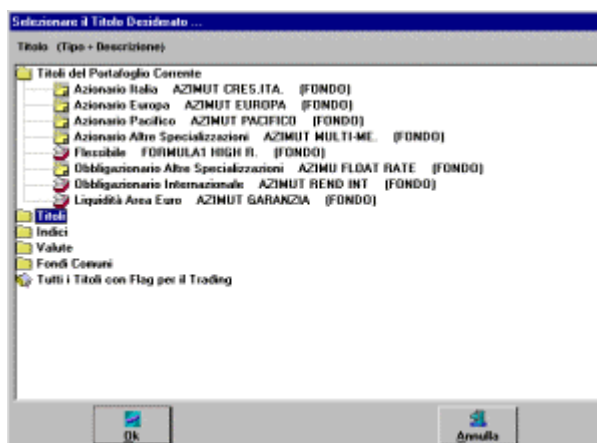 Selezionare il Titolo Desiderato ...
Titolo (Tipo + Descrizione)
Titoli del Portafoglio Corrente
Azionario Italia AZIMUT CRES.ITA. (FONDO)
Azionario Europa AZIMUT EUROPA (FONDO)
Azionario Pacifico AZIMUT PACIFICO (FONDO)
Azionario Altre Specializzazioni AZIMUT MULTI-ME. (FONDO)
Flessibile FORMULA1 HIGH R. (FONDO)
Obbligazionario Altre Specializzazioni AZIMU FLOAT RATE (FONDO)
Obbligazionario Internazionale AZIMUT REND INT (FONDO)
Liquidità Area Euro AZIMUT GARANZIA (FONDO)
Titoli
Indici
Valute
Fondi Comuni
Tutti i Titoli con Flag per il Trading
Ok Annulla